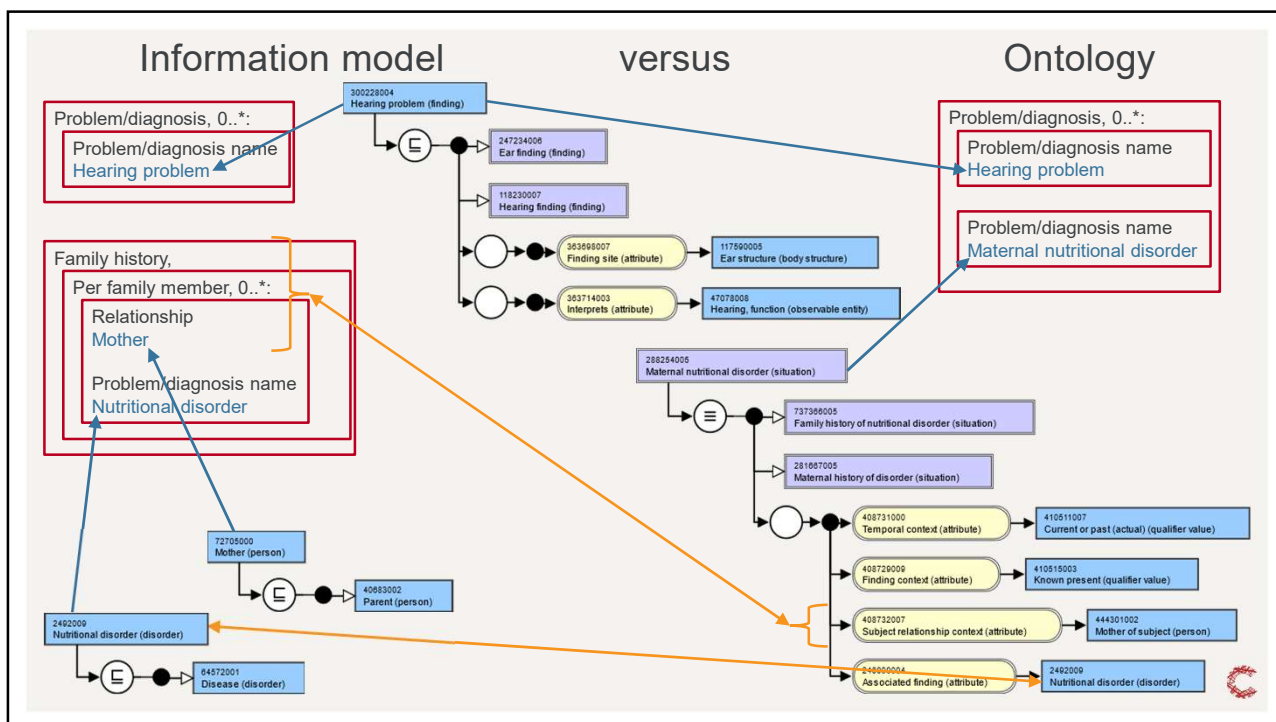 Information model versus Ontology
300228004
Hearing problem (finding)
Problem/diagnosis, 0..*:
Problem/diagnosis name
Hearing problem
⊑
247234006
Ear finding (finding)
118230007
Hearing finding (finding)
363698007
Finding site (attribute)
117590005
Ear structure (body structure)
363714003
Interprets (attribute)
47078008
Hearing, function (observable entity)
Problem/diagnosis, 0..*:
Problem/diagnosis name
Hearing problem
Problem/diagnosis name
Maternal nutritional disorder
Family history,
Per family member, 0..*:
Relationship
Mother
Problem/diagnosis name
Nutritional disorder
288254005
Maternal nutritional disorder (situation)
≡
737366005
Family history of nutritional disorder (situation)
281667005
Maternal history of disorder (situation)
408731000
Temporal context (attribute)
410511007
Current or past (actual) (qualifier value)
408729009
Finding context (attribute)
410515003
Known present (qualifier value)
408732007
Subject relationship context (attribute)
444301002
Mother of subject (person)
Associated finding (attribute)
2492009
Nutritional disorder (disorder)
72705000
Mother (person)
⊑
40683002
Parent (person)
2492009
Nutritional disorder (disorder)
⊑
64572001
Disease (disorder)